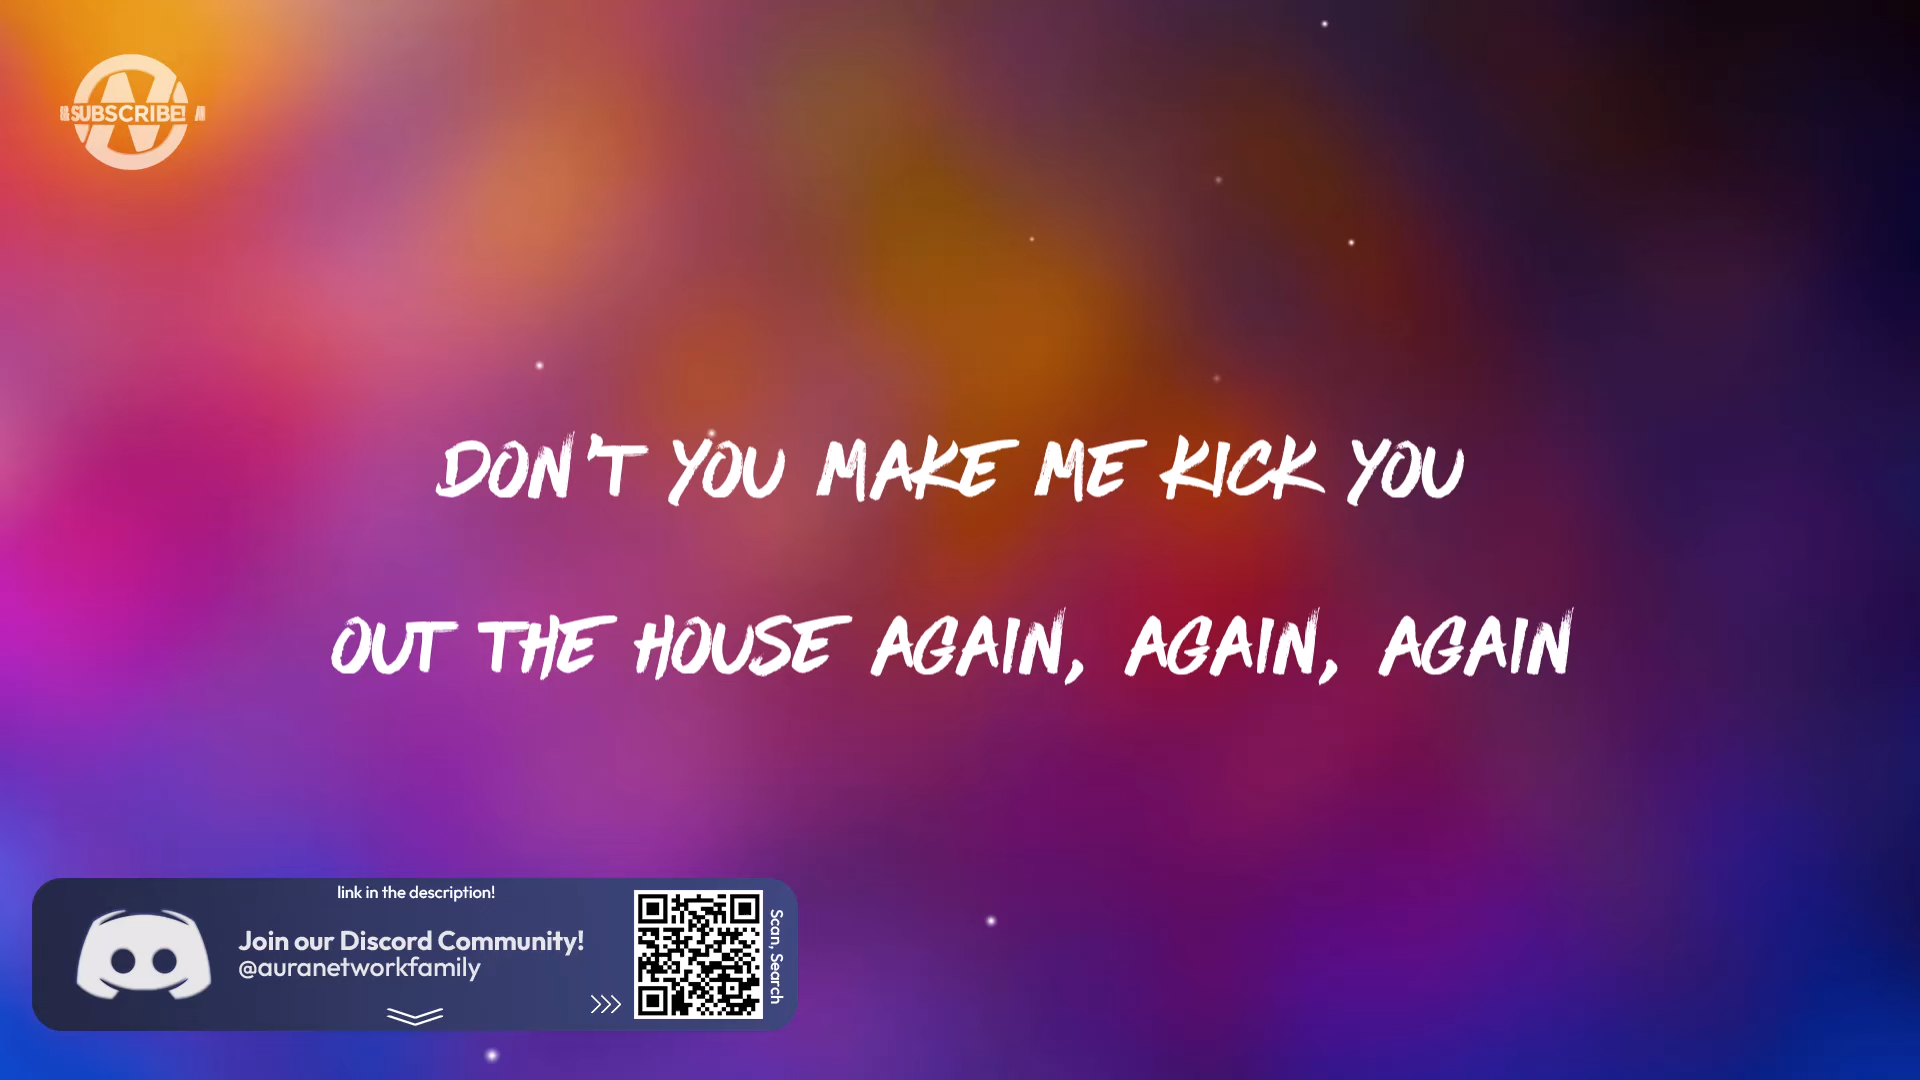 SUBSCRIBE!
DON'T YOU MAKE ME KICK YOU
OUT THE HOUSE AGAIN, AGAIN, AGAIN
link in the description!
Join our Discord Community!
@auranetworkfamily
Scan, Search